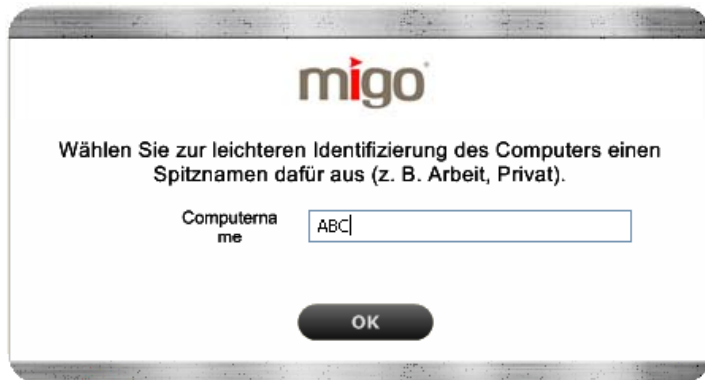 migo
Wählen Sie zur leichteren Identifizierung des Computers einen
Spitznamen dafür aus (z. B. Arbeit, Privat).
Computerna
me
ABC
OK